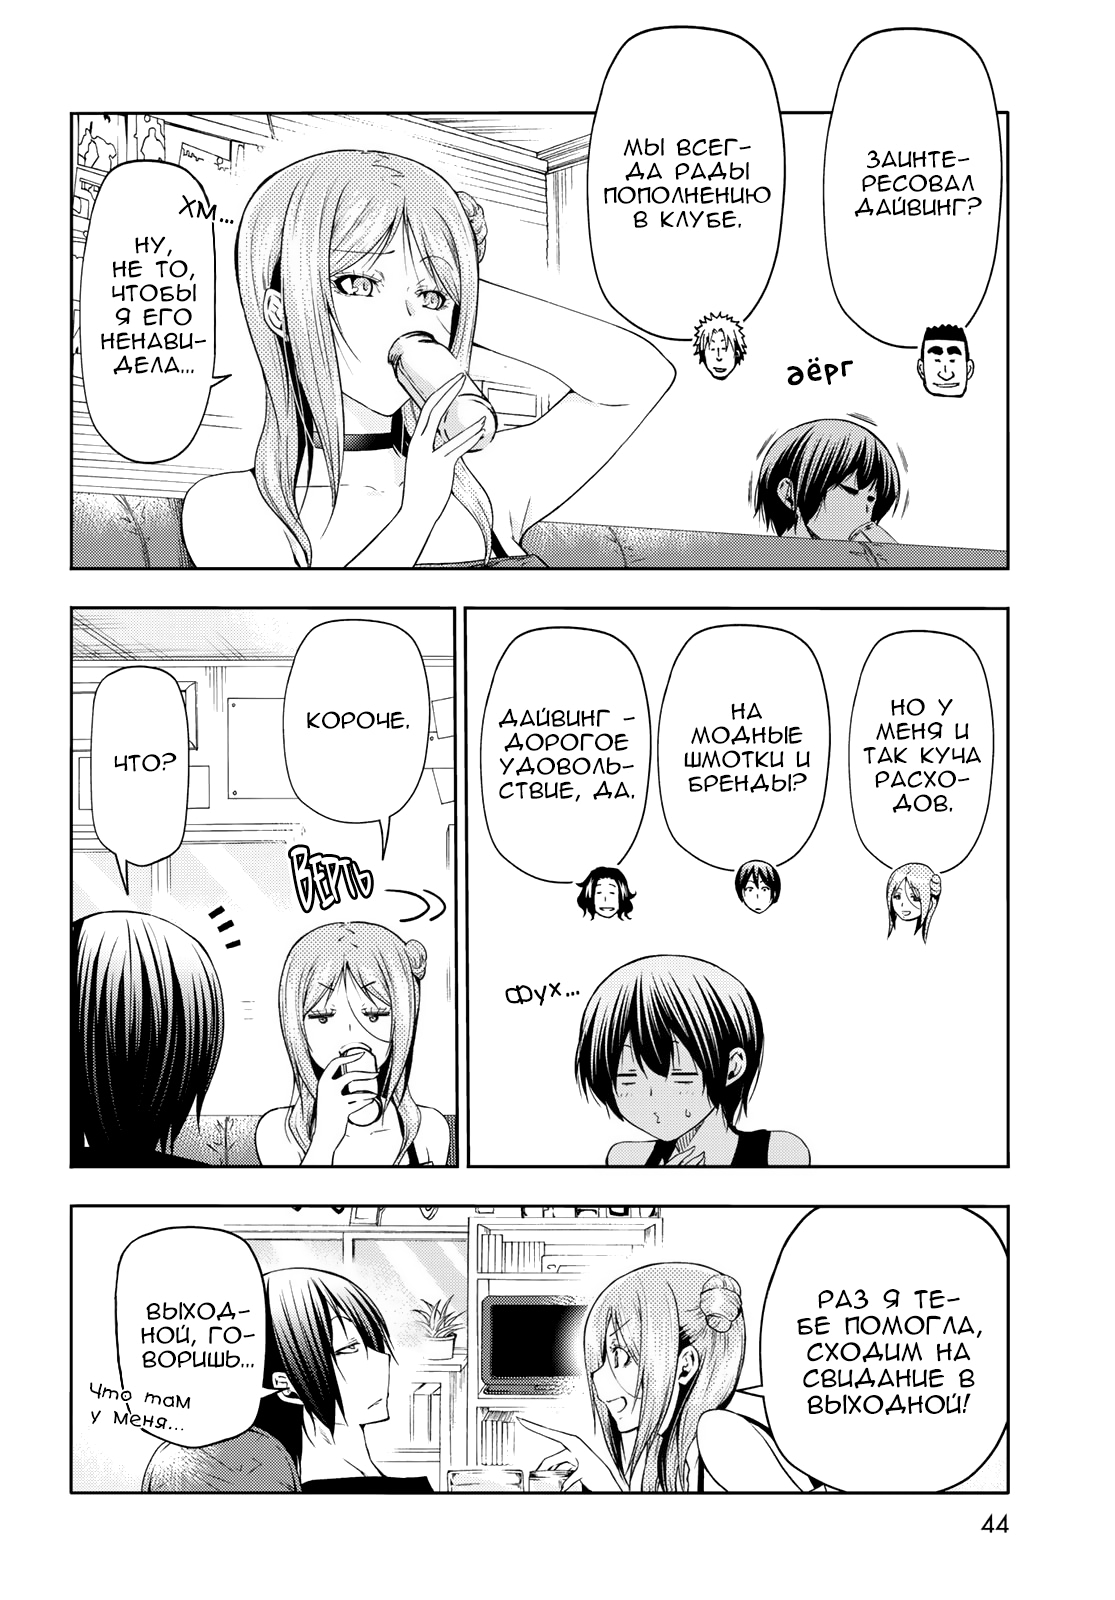 ЗАИНТЕ-
РЕСОВАЛ
ДАЙВИНГ?
МЫ ВСЕГ-
ДА РАДЫ
ПОПОЛНЕНИЮ
В КЛУБЕ.
дёрг
ХМ...
НУ,
НЕ ТО,
ЧТОБЫ
Я ЕГО
НЕНАВИ-
ДЕЛА...
НО У
МЕНЯ И
ТАК КУЧА
РАСХО-
ДОВ.
НА
МОДНЫЕ
ШМОТКИ И
БРЕНДЫ?
ДАЙВИНГ -
ДОРОГОЕ
УДОВОЛЬ-
СТВИЕ, ДА.
фух...
КОРОЧЕ.
ВЕРТЬ
ЧТО?
РАЗ Я ТЕ-
БЕ ПОМОГЛА,
СХОДИМ НА
СВИДАНИЕ В
ВЫХОДНОЙ!
ВЫХОД-
НОЙ, ГО-
ВОРИШЬ...
Что там
у меня...
44